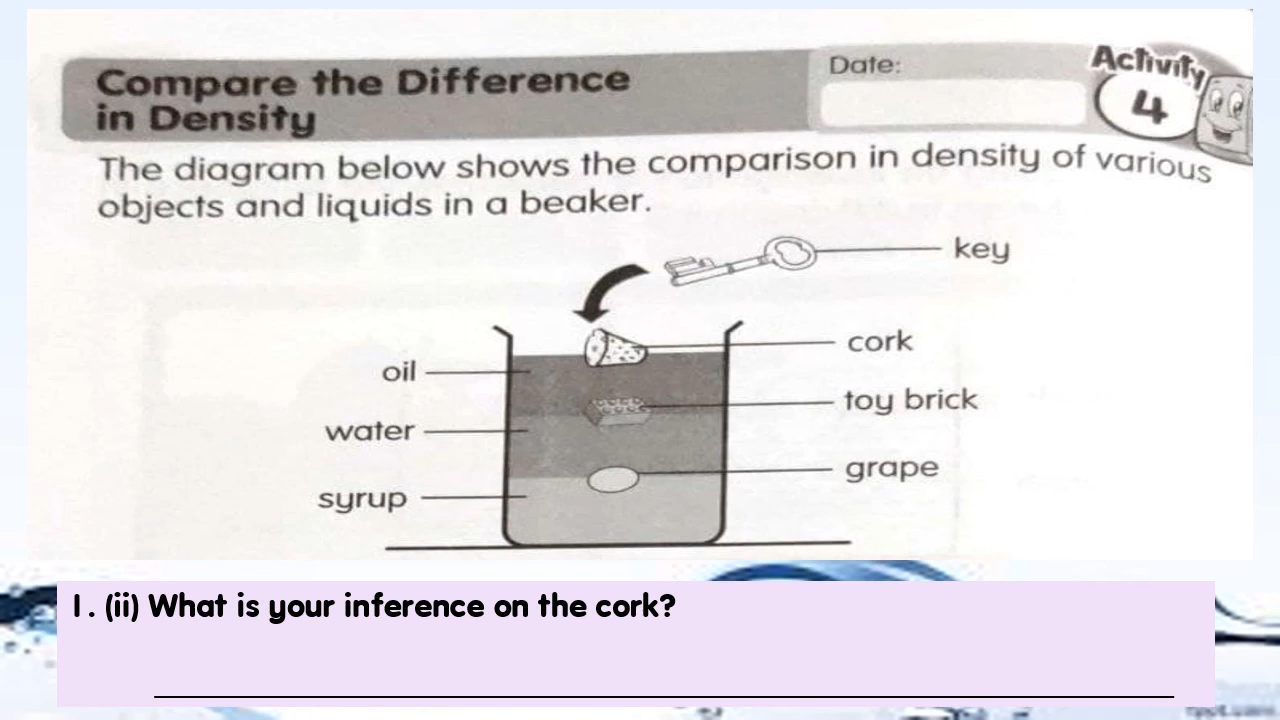 Compare the Difference
in Density
Date:
Activity
4
The diagram below shows the comparison in density of various
objects and liquids in a beaker.
key
cork
oil
toy brick
water
grape
syrup
1. (ii) What is your inference on the cork?